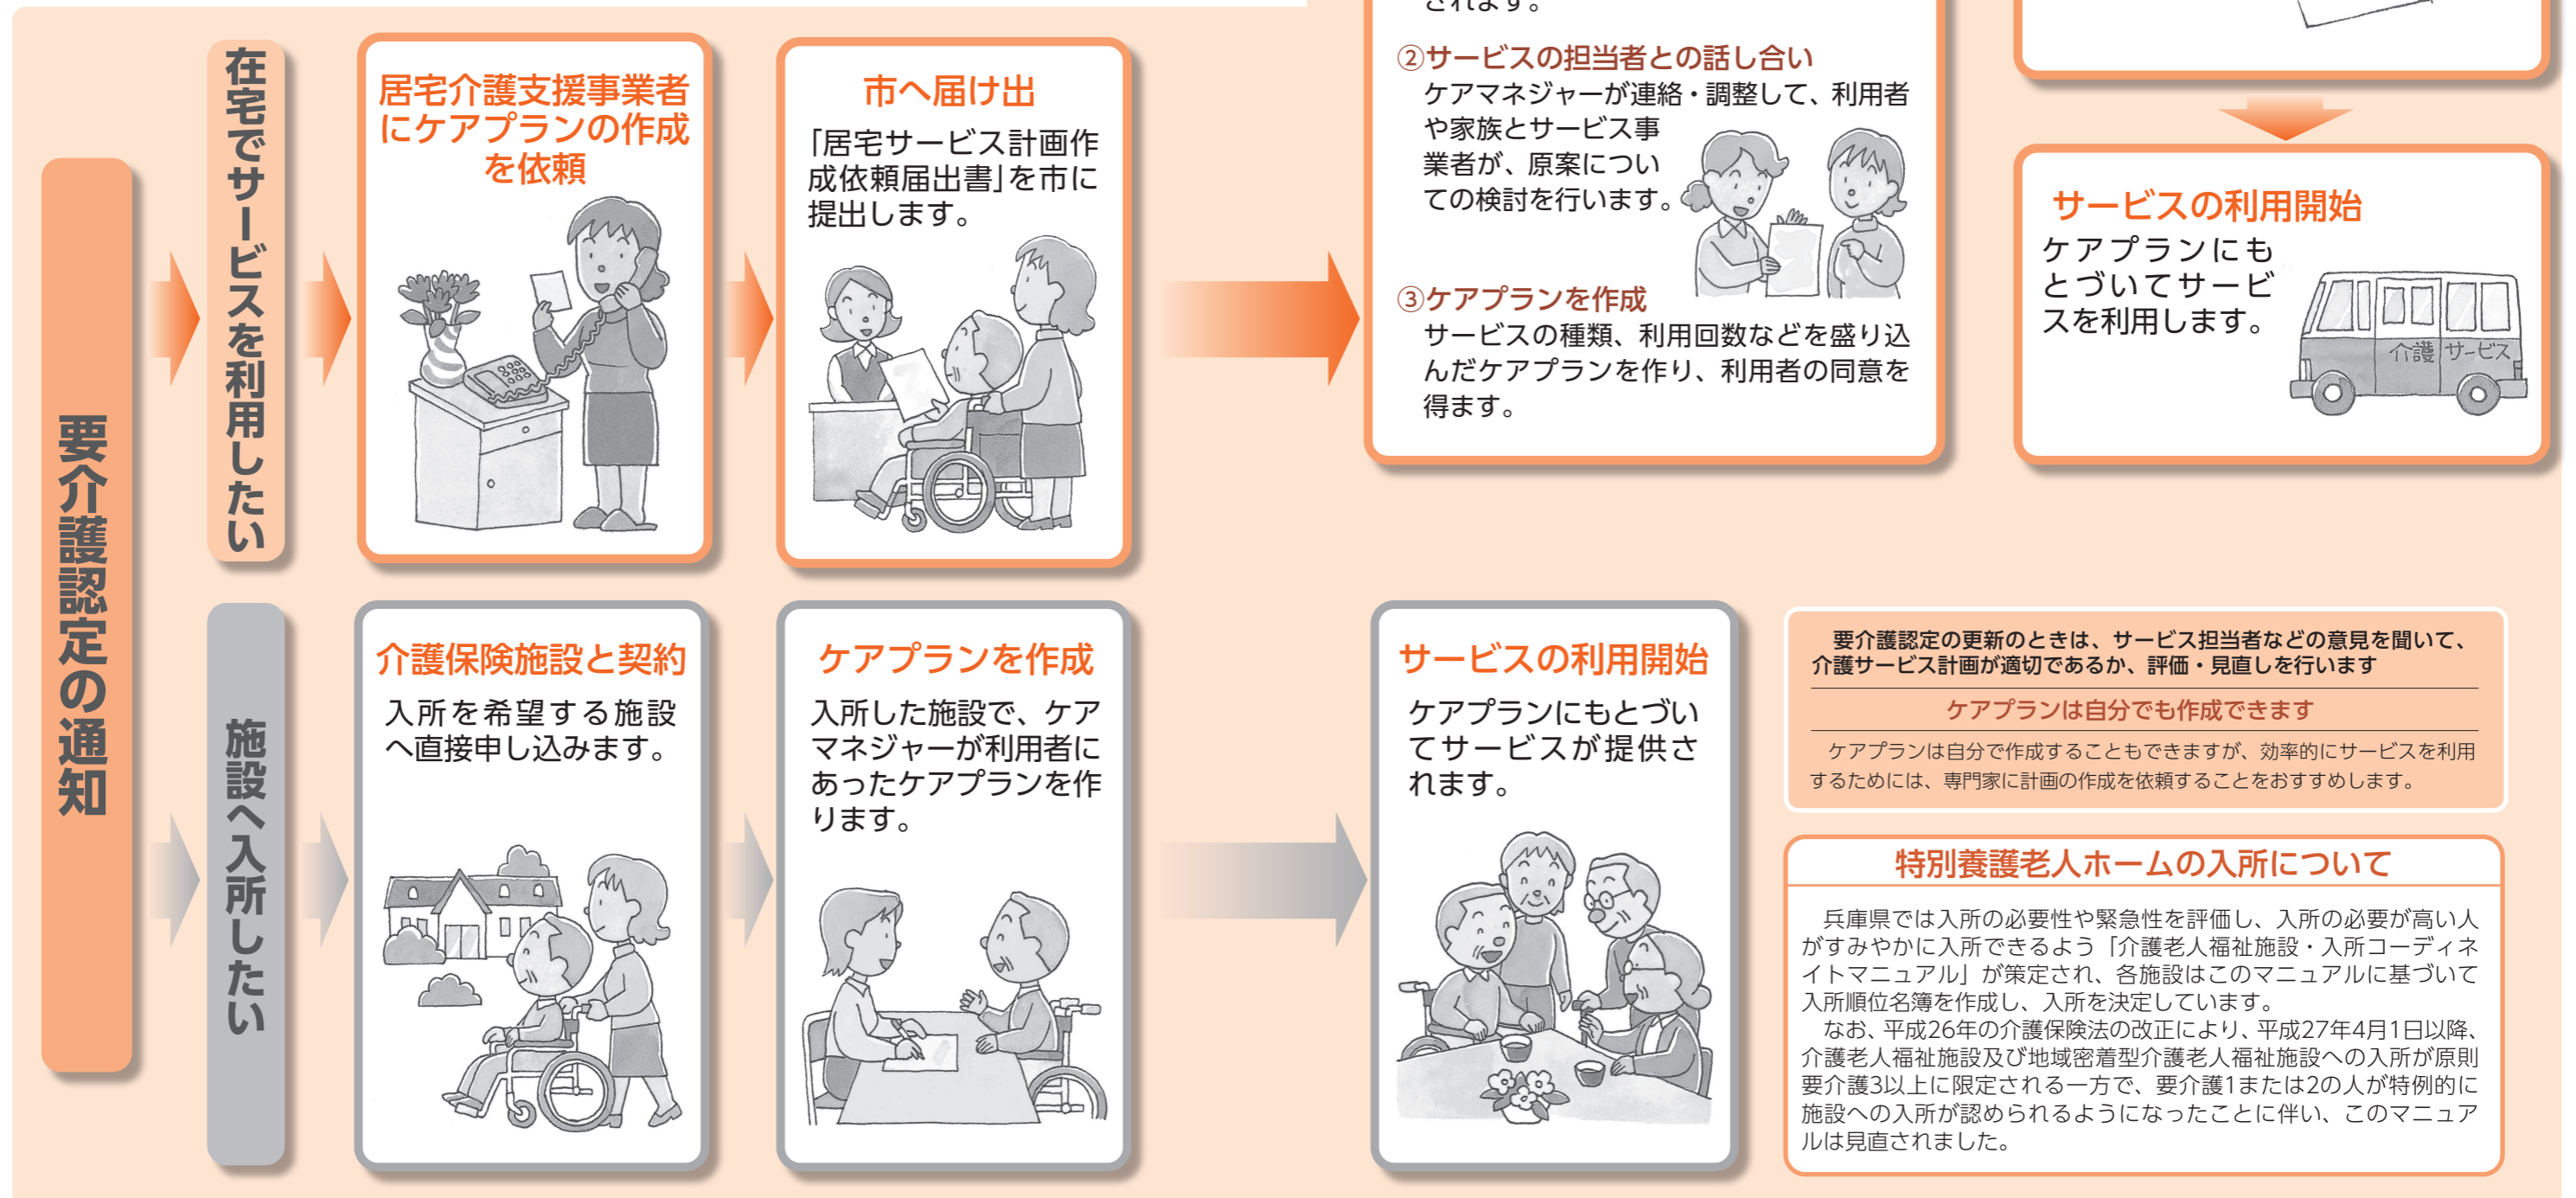 要介護認定の通知
在宅でサービスを利用したい
居宅介護支援事業者
にケアプランの作成
を依頼
市へ届け出
「居宅サービス計画作
成依頼届出書」を市に
提出します。
されます。
②サービスの担当者との話し合い
ケアマネジャーが連絡・調整して、利用者
や家族とサービス事
業者が、原案につい
ての検討を行います。
③ケアプランを作成
サービスの種類、利用回数などを盛り込
んだケアプランを作り、利用者の同意を
得ます。
サービスの利用開始
ケアプランにも
とづいてサービ
スを利用します。
介護サービス
施設へ入所したい
介護保険施設と契約
入所を希望する施設
へ直接申し込みます。
ケアプランを作成
入所した施設で、ケア
マネジャーが利用者に
あったケアプランを作
ります。
サービスの利用開始
ケアプランにもとづい
てサービスが提供さ
れます。
要介護認定の更新のときは、サービス担当者などの意見を聞いて、
介護サービス計画が適切であるか、評価・見直しを行います
ケアプランは自分でも作成できます
ケアプランは自分で作成することもできますが、効率的にサービスを利用
するためには、専門家に計画の作成を依頼することをおすすめします。
特別養護老人ホームの入所について
兵庫県では入所の必要性や緊急性を評価し、入所の必要が高い人
がすみやかに入所できるよう「介護老人福祉施設・入所コーディネ
イトマニュアル」が策定され、各施設はこのマニュアルに基づいて
入所順位名簿を作成し、入所を決定しています。
なお、平成26年の介護保険法の改正により、平成27年4月1日以降、
介護老人福祉施設及び地域密着型介護老人福祉施設への入所が原則
要介護3以上に限定される一方で、要介護1または2の人が特例的に
施設への入所が認められるようになったことに伴い、このマニュア
ルは見直されました。